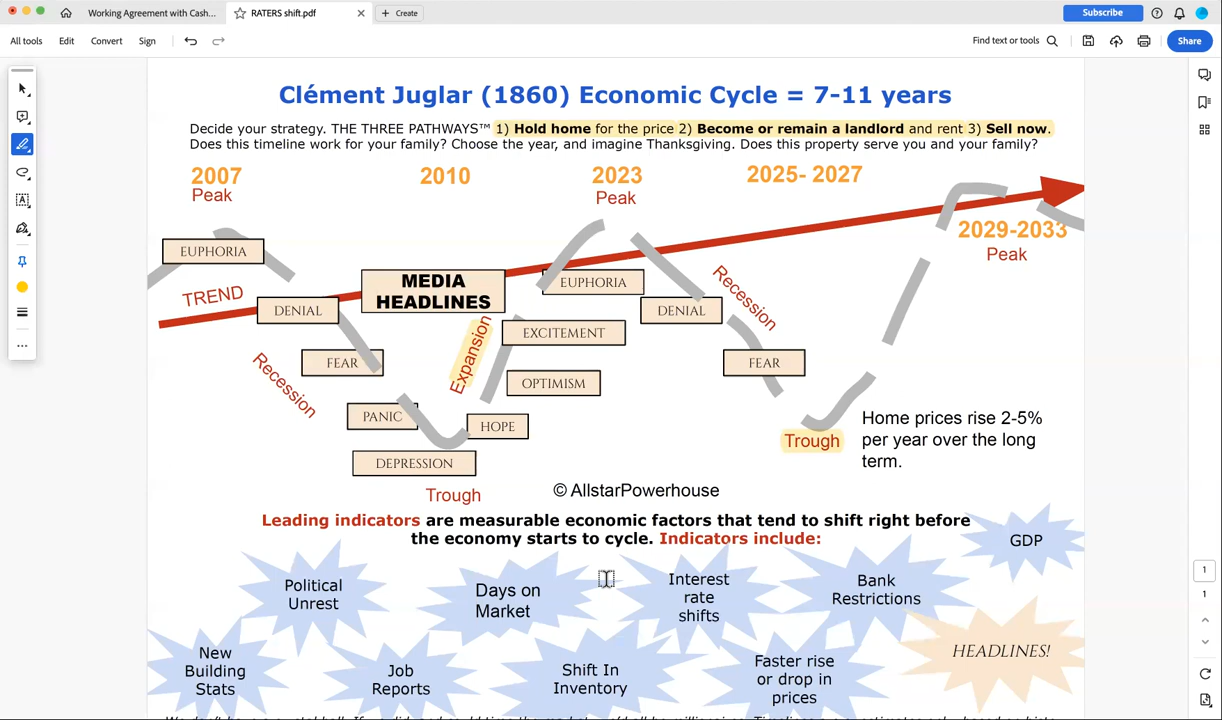 Working Agreement with Cash...
RATERS shift.pdf
Create
Subscribe
All tools
Edit
Convert
Sign
Find text or tools
Share
Clément Juglar (1860) Economic Cycle = 7-11 years
Decide your strategy. THE THREE PATHWAYS™ 1) Hold home for the price 2) Become or remain a landlord and rent 3) Sell now.
Does this timeline work for your family? Choose the year, and imagine Thanksgiving. Does this property serve you and your family?
2007
Peak
2010
2023
Peak
2025- 2027
2029-2033
Peak
EUPHORIA
TREND
DENIAL
MEDIA
HEADLINES
EUPHORIA
DENIAL
Recession
Expansion
EXCITEMENT
FEAR
FEAR
Recession
OPTIMISM
PANIC
HOPE
Trough
Home prices rise 2-5%
per year over the long
term.
DEPRESSION
Trough
© AllstarPowerhouse
Leading indicators are measurable economic factors that tend to shift right before
the economy starts to cycle. Indicators include:
GDP
Political
Unrest
Days on
Market
Interest
rate
shifts
Bank
Restrictions
HEADLINES!
New
Building
Stats
Job
Reports
Shift In
Inventory
Faster rise
or drop in
prices
1
1